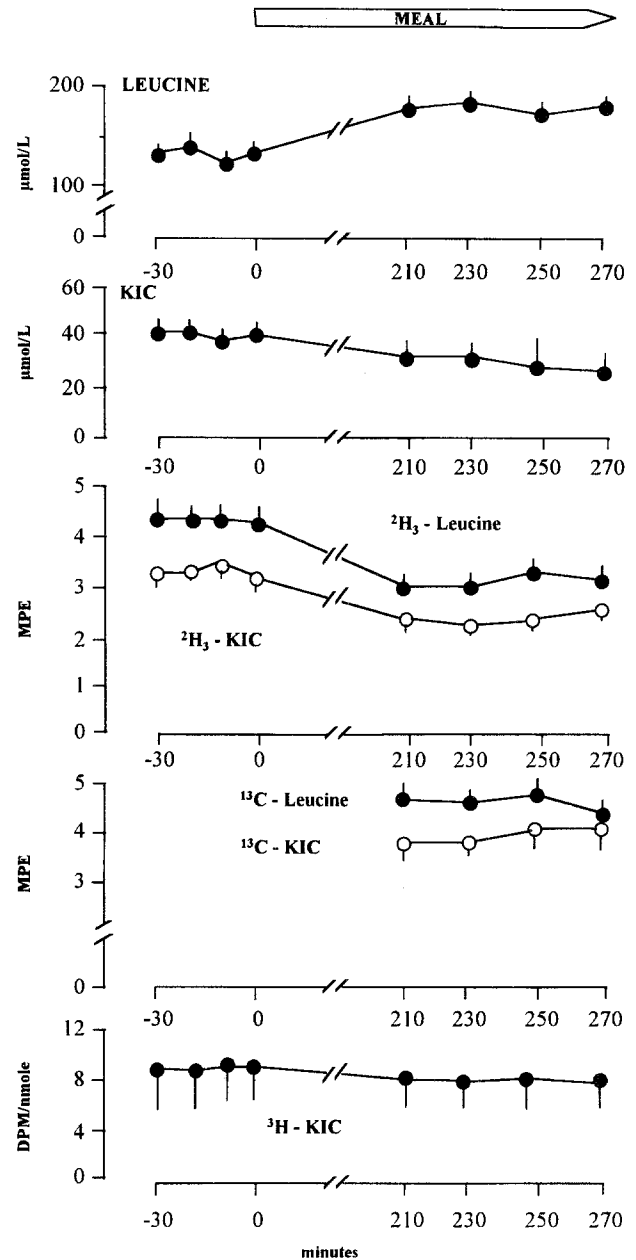 MEAL
LEUCINE
200
100
0
µmol/L
-30 0 210 230 250 270
KIC
60
40
20
0
µmol/L
-30 0 210 230 250 270
5
4
3
2
1
0
MPE
²H₃ - Leucine
²H₃ - KIC
-30 0 210 230 250 270
¹³C - Leucine
¹³C - KIC
5
4
3
0
MPE
-30 0 210 230 250 270
12
8
4
0
DPM/nmole
³H - KIC
-30 0 210 230 250 270
minutes